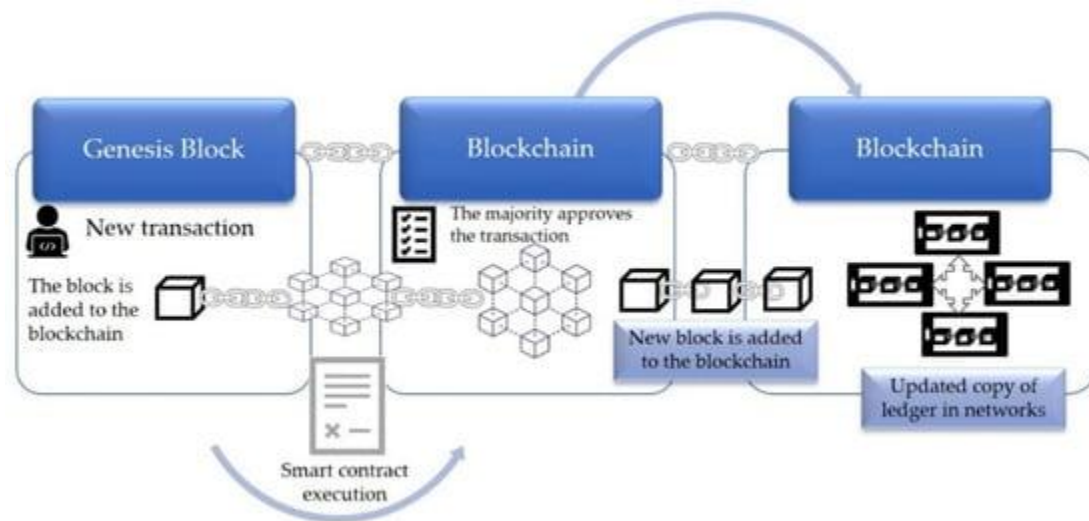 Genesis Block
Blockchain
Blockchain
New transaction
The block is
added to the
blockchain
The majority approves
the transaction
New block is added
to the blockchain
Updated copy of
ledger in networks
Smart contract
execution